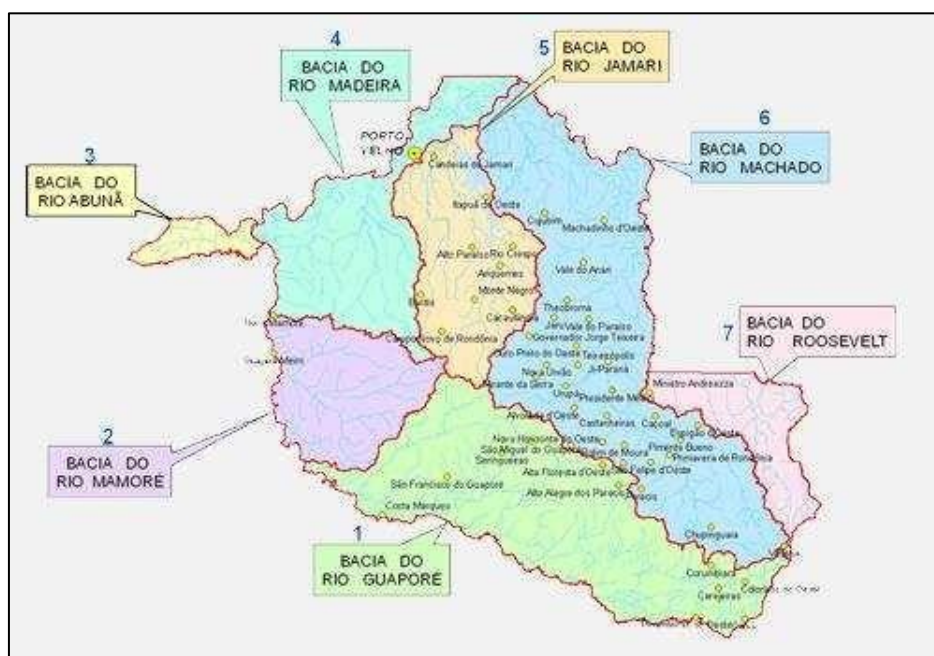 4
BACIA DO
RIO MADEIRA
5
BACIA DO
RIO JAMARI
6
BACIA DO
RIO MACHADO
3
BACIA DO
RIO ABUNÃ
PORTO
VELHO
Candeias do Jamari
Itapuã do Oeste
Cujubim
Machadinho d'Oeste
Alto Paraíso
Rio Crespo
Ariquemes
Vale do Anari
Monte Negro
Buritis
Theobroma
Cacaulândia
Jaru
Vale do Paraíso
Governador Jorge Teixeira
Campo Novo de Rondônia
Ouro Preto do Oeste
Teixeirópolis
Nova União
Ji-Paraná
Mirante da Serra
Urupá
Presidente Médici
Ministro Andreazza
7
BACIA DO
RIO ROOSEVELT
Alvorada d'Oeste
Castanheiras
Cacoal
Espigão d'Oeste
Nova Horizonte do Oeste
São Miguel do Guaporé
Seringueiras
Rolim de Moura
Pimenta Bueno
Primavera de Rondônia
Alta Floresta d'Oeste
São Felipe d'Oeste
Alto Alegre dos Parecis
Parecis
São Francisco do Guaporé
Costa Marques
2
BACIA DO
RIO MAMORÉ
1
BACIA DO
RIO GUAPORÉ
Chupinguaia
Corumbiara
Cerejeiras